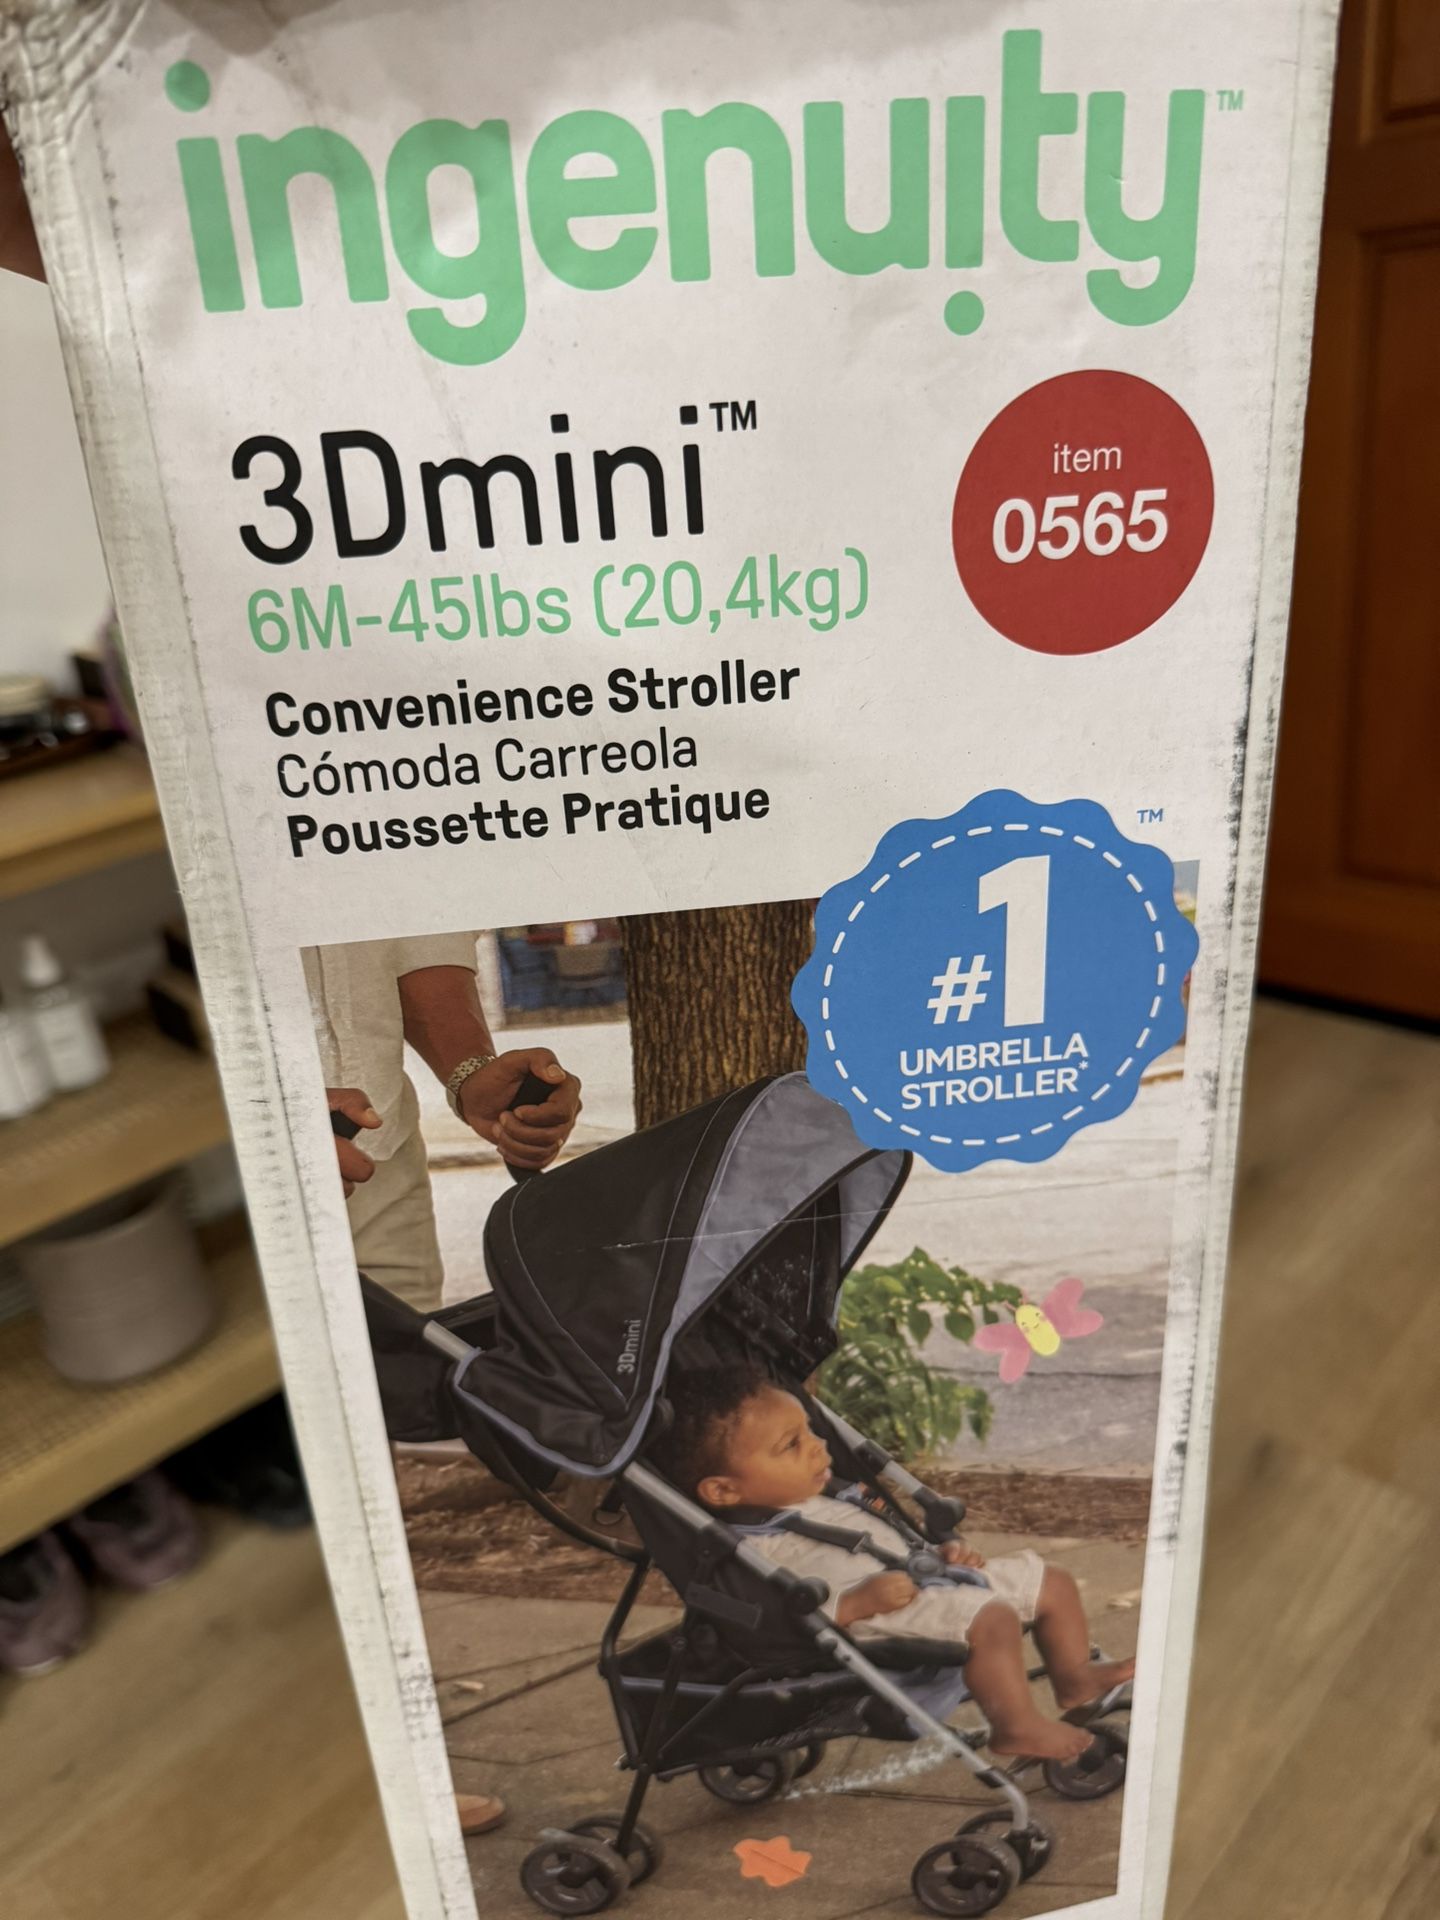 ingenuity™
3Dmini™
item
0565
6M-45lbs (20,4kg)
Convenience Stroller
Cómoda Carreola
Poussette Pratique
™
#1
UMBRELLA
STROLLER*
3Dmini